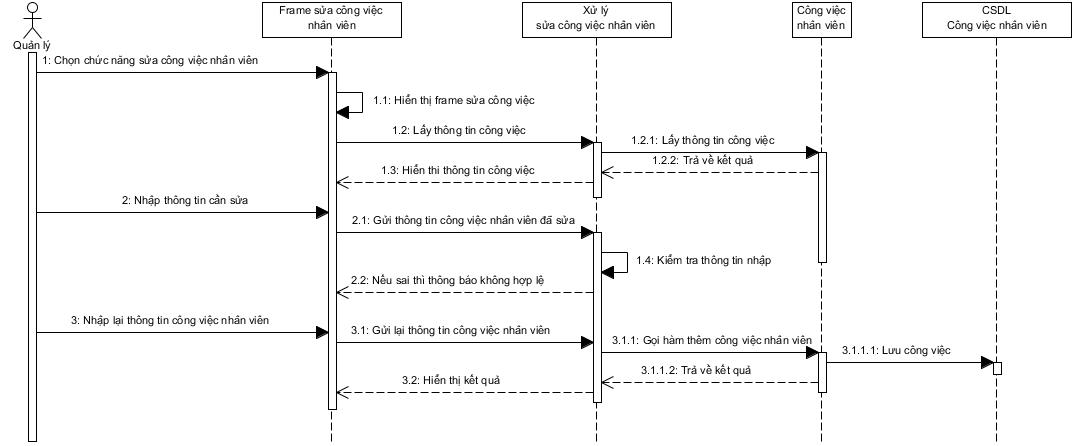 Quản lý
Frame sửa công việc
nhân viên
Xử lý
sửa công việc nhân viên
Công việc
nhân viên
CSDL
Công việc nhân viên
1: Chọn chức năng sửa công việc nhân viên
1.1: Hiển thị frame sửa công việc
1.2: Lấy thông tin công việc
1.2.1: Lấy thông tin công việc
1.2.2: Trả về kết quả
1.3: Hiển thi thông tin công việc
2: Nhập thông tin cần sửa
2.1: Gửi thông tin công việc nhân viên đã sửa
1.4: Kiểm tra thông tin nhập
2.2: Nếu sai thì thông báo không hợp lệ
3: Nhập lại thông tin công việc nhân viên
3.1: Gửi lại thông tin công việc nhân viên
3.1.1: Gọi hàm thêm công việc nhân viên
3.1.1.1: Lưu công việc
3.1.1.2: Trả về kết quả
3.2: Hiển thị kết quả